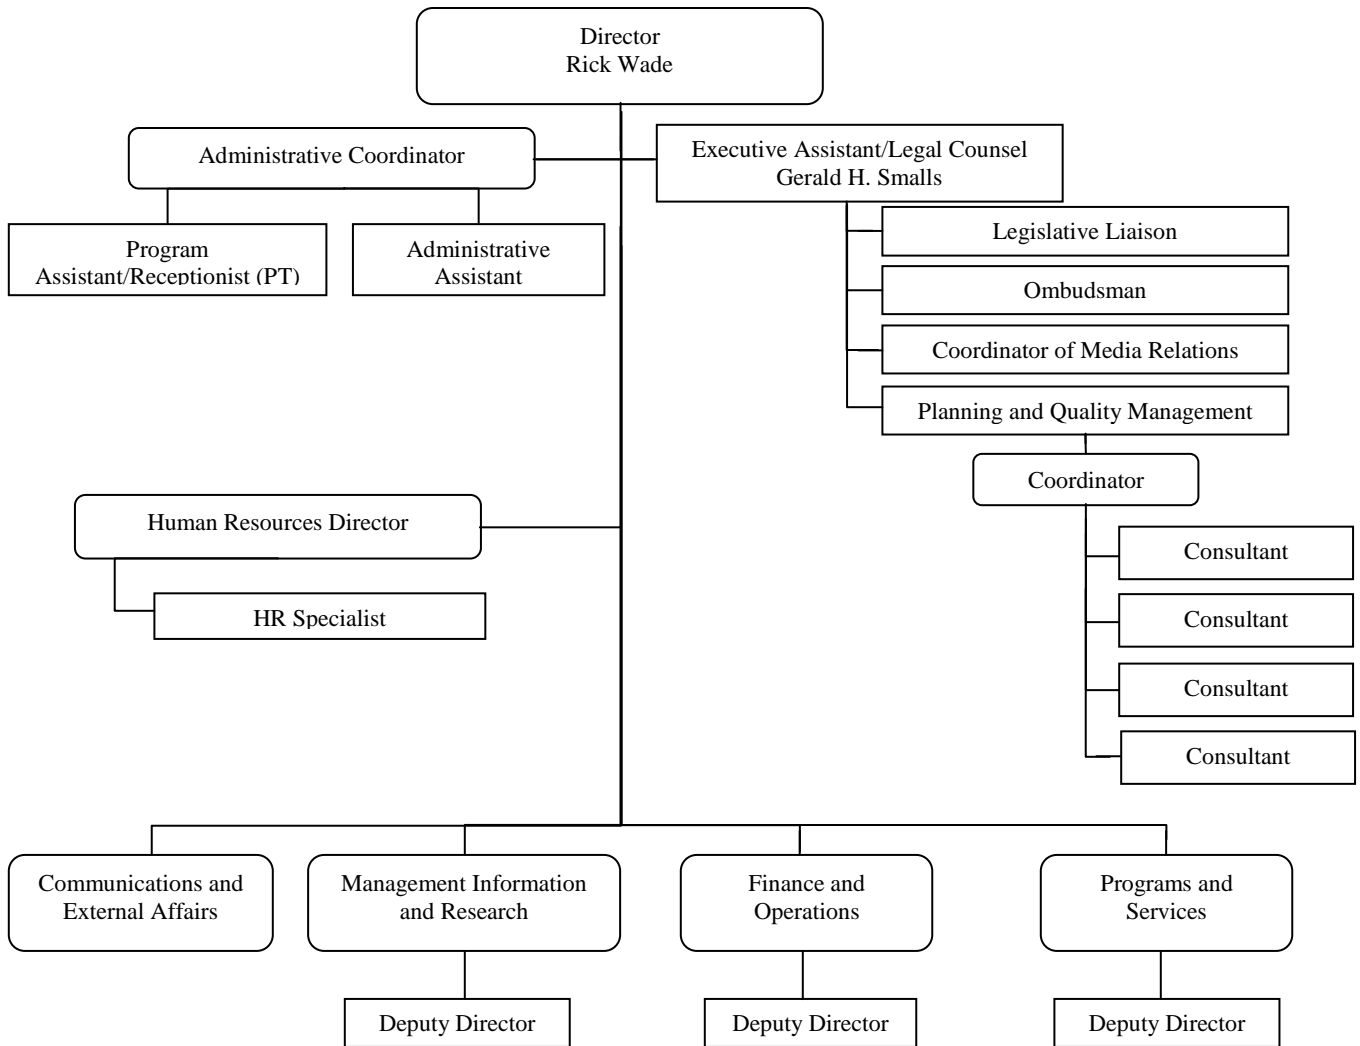 Director
Rick Wade
Administrative Coordinator
Executive Assistant/Legal Counsel
Gerald H. Smalls
Program
Assistant/Receptionist (PT)
Administrative
Assistant
Legislative Liaison
Ombudsman
Coordinator of Media Relations
Planning and Quality Management
Coordinator
Human Resources Director
HR Specialist
Consultant
Consultant
Consultant
Consultant
Communications and
External Affairs
Management Information
and Research
Finance and
Operations
Programs and
Services
Deputy Director
Deputy Director
Deputy Director